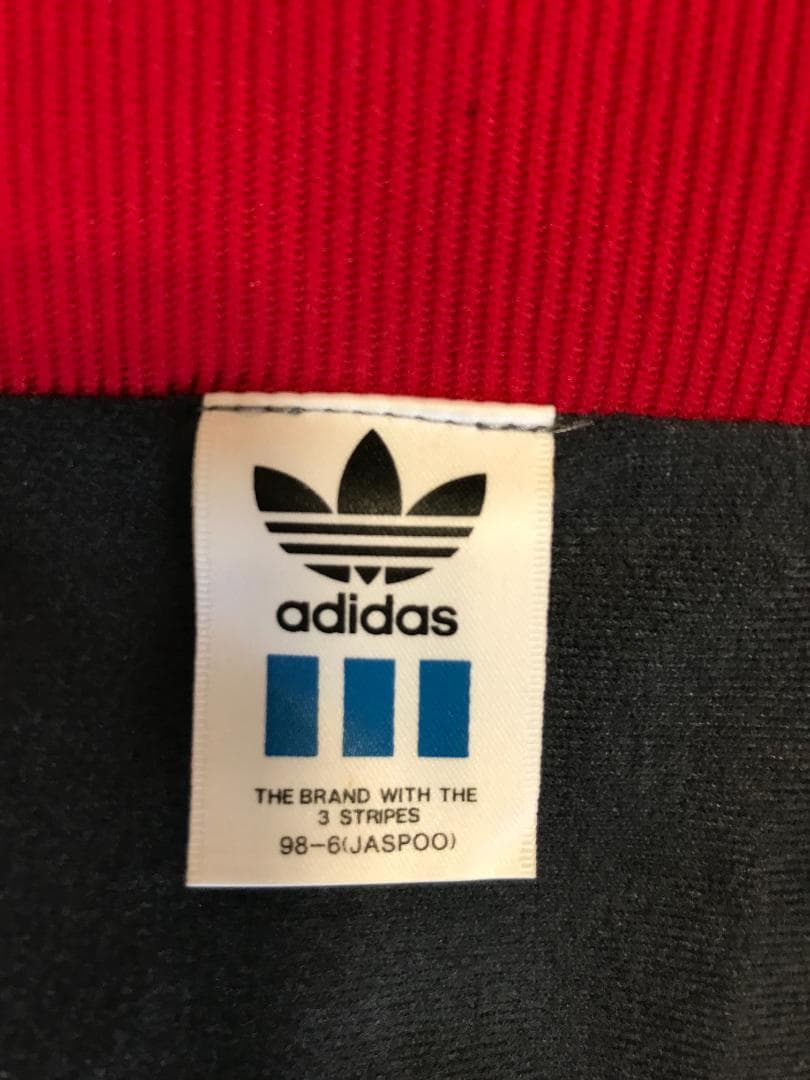 adidas
THE BRAND WITH THE
3 STRIPES
98-6(JASPOO)